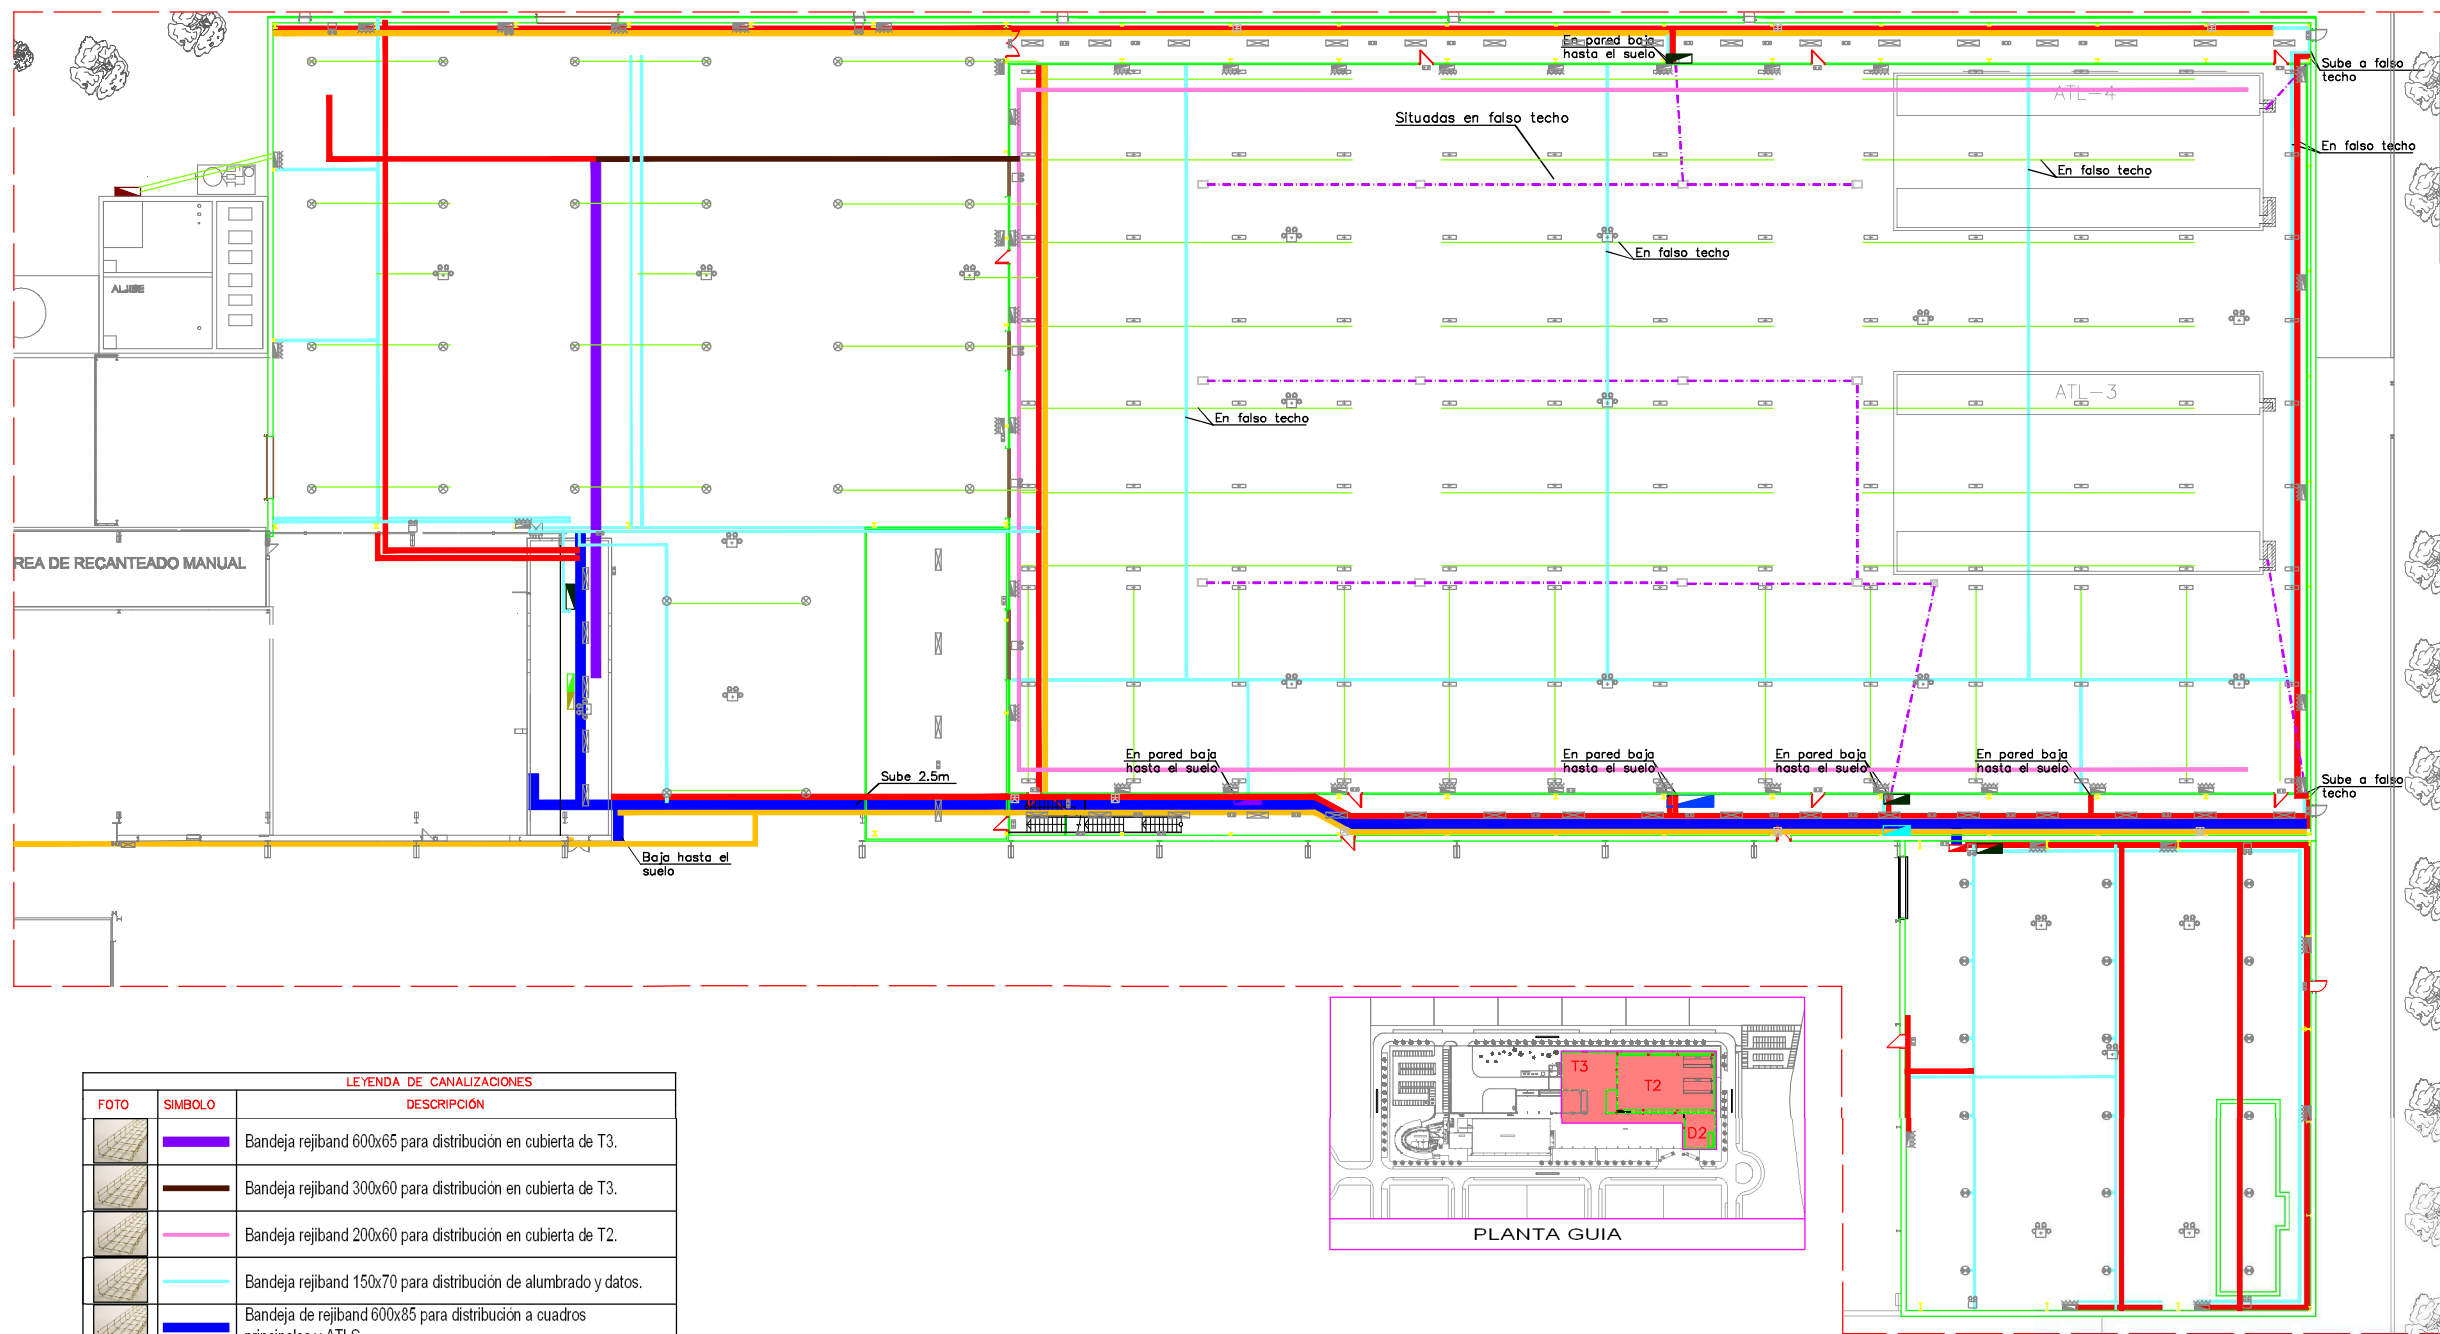 En pared baja
hasta el suelo
Sube a falso
techo
ATL-4
Situadas en falso techo
En falso techo
En falso techo
En falso techo
ALJIBE
ATL-3
En falso techo
REA DE RECANTEADO MANUAL
En pared baja
hasta el suelo
En pared baja
hasta el suelo
En pared baja
hasta el suelo
En pared baja
hasta el suelo
Sube 2.5m
Sube a falso
techo
Baja hasta el
suelo
T3
T2
D2
PLANTA GUIA
LEYENDA DE CANALIZACIONES
FOTO SIMBOLO DESCRIPCIÓN
Bandeja rejiband 600x65 para distribución en cubierta de T3.
Bandeja rejiband 300x60 para distribución en cubierta de T3.
Bandeja rejiband 200x60 para distribución en cubierta de T2.
Bandeja rejiband 150x70 para distribución de alumbrado y datos.
Bandeja de rejiband 600x85 para distribución a cuadros